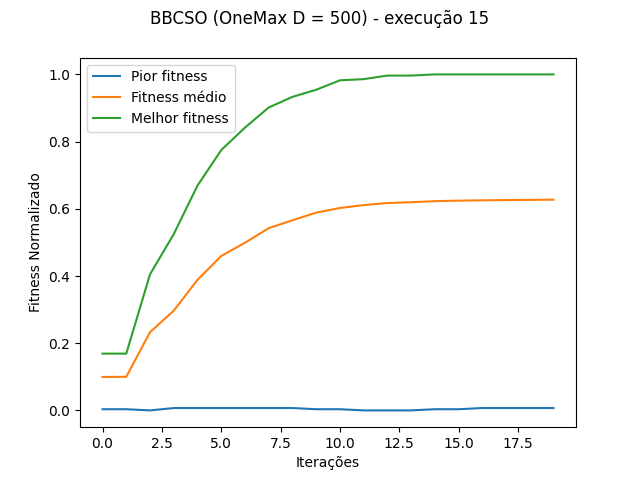 BBCSO (OneMax D = 500) - execução 15
Pior fitness
Fitness médio
Melhor fitness
Fitness Normalizado
1.0
0.8
0.6
0.4
0.2
0.0
0.0 2.5 5.0 7.5 10.0 12.5 15.0 17.5
Iterações